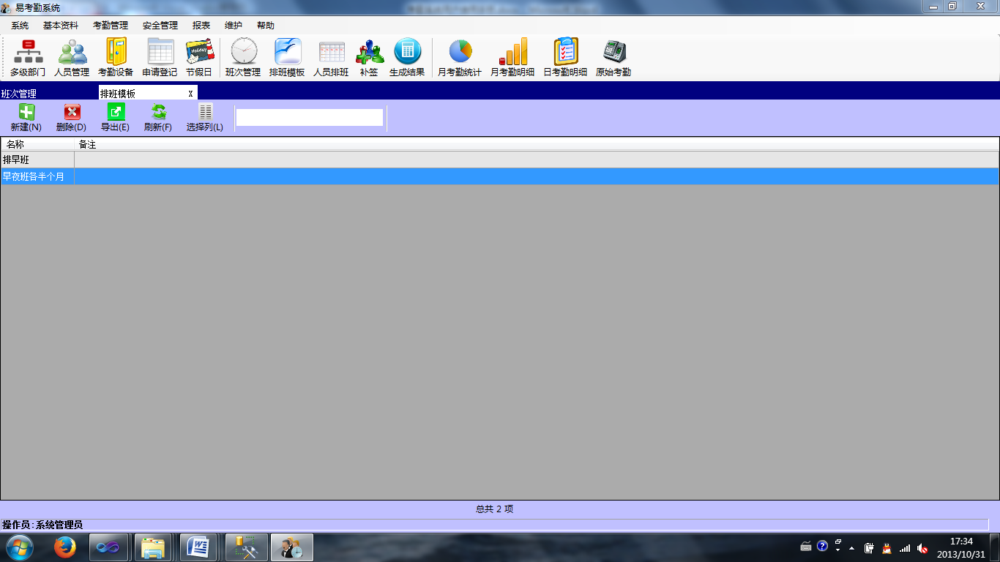 易考勤系统
系统 基本资料 考勤管理 安全管理 报表 维护 帮助
Holiday
多级部门 人员管理 考勤设备 申请登记 节假日 班次管理 排班模板 人员排班 补签 生成结果 月考勤统计 月考勤明细 日考勤明细 原始考勤
班次管理 排班模板 x
新建(N) 删除(D) 导出(E) 刷新(F) 选择列(L)
名称 备注
排早班
早夜班各半个月
总共 2 项
操作员:系统管理员
17:34
2013/10/31